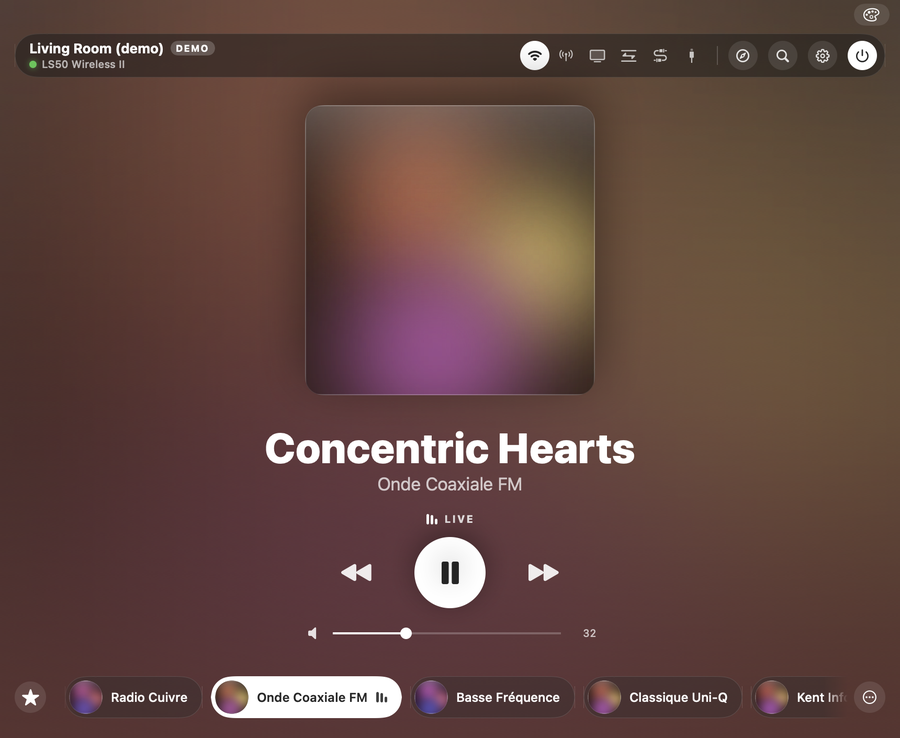 Living Room (demo) DEMO
LS50 Wireless II
Concentric Hearts
Onde Coaxiale FM
LIVE
32
Radio Cuivre
Onde Coaxiale FM
Basse Fréquence
Classique Uni-Q
Kent